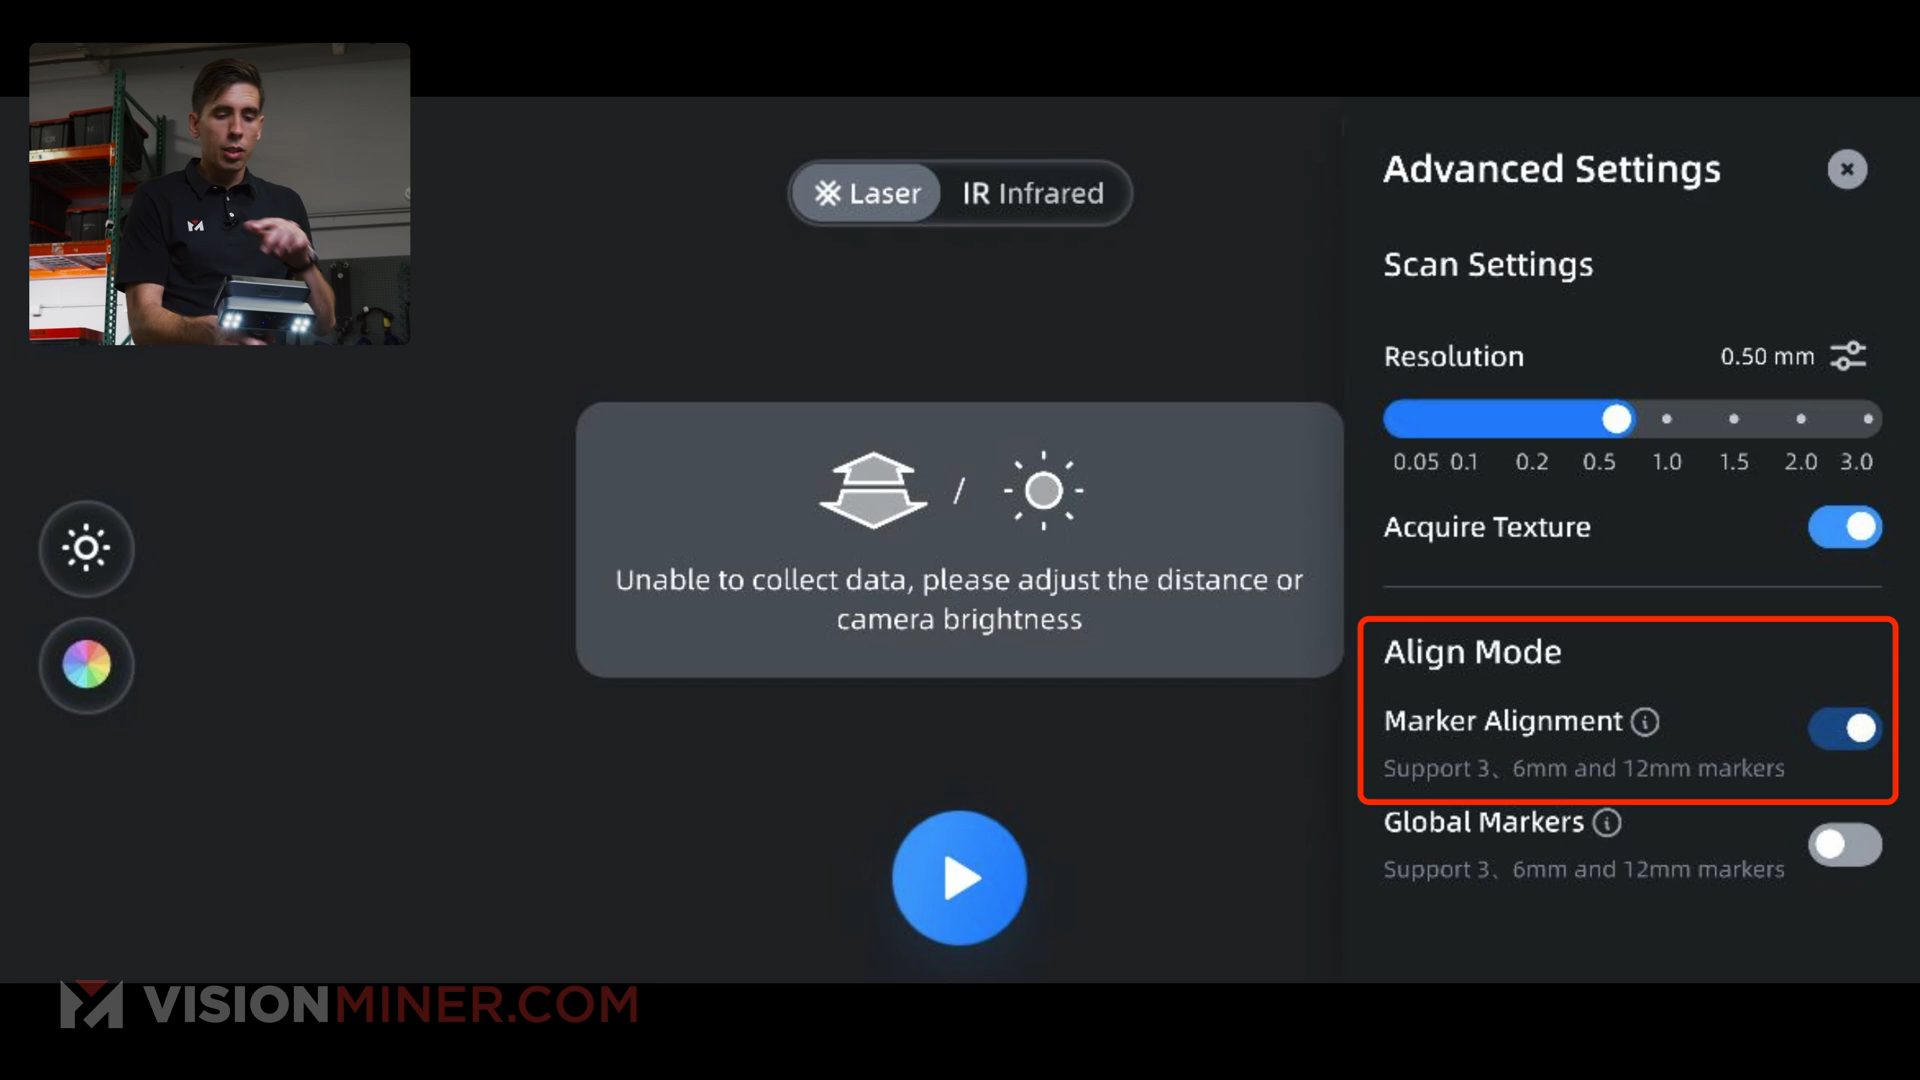 Laser
IR Infrared
Advanced Settings
Scan Settings
Resolution 0.50 mm
0.05 0.1 0.2 0.5 1.0 1.5 2.0 3.0
Acquire Texture
Unable to collect data, please adjust the distance or
camera brightness
/
Align Mode
Marker Alignment
Support 3、6mm and 12mm markers
Global Markers
Support 3、6mm and 12mm markers
VISIONMINER.COM